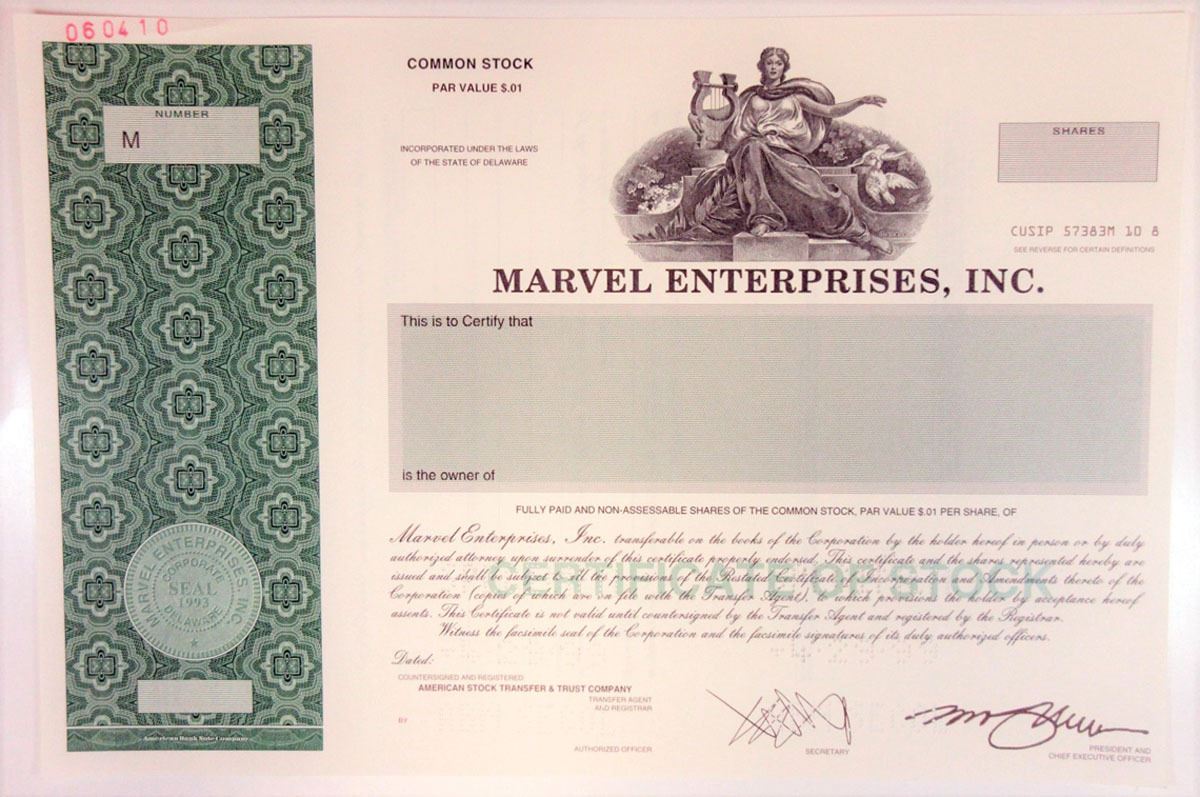 060410
COMMON STOCK
PAR VALUE $.01
NUMBER
M
INCORPORATED UNDER THE LAWS
OF THE STATE OF DELAWARE
SHARES
CUSIP 57383M 10 8
SEE REVERSE FOR CERTAIN DEFINITIONS
MARVEL ENTERPRISES, INC.
This is to Certify that
is the owner of
FULLY PAID AND NON-ASSESSABLE SHARES OF THE COMMON STOCK, PAR VALUE $.01 PER SHARE, OF
Marvel Enterprises, Inc. transferable on the books of the Corporation by the holder hereof in person or by duly
authorized attorney upon surrender of this certificate properly endorsed. This certificate and the shares represented hereby are
issued and shall be subject to all the provisions of the Restated Certificate of Incorporation and Amendments thereto of the
Corporation (copies of which are on file with the Transfer Agent), to which provisions the holder by acceptance hereof
assents. This Certificate is not valid until countersigned by the Transfer Agent and registered by the Registrar.
Witness the facsimile seal of the Corporation and the facsimile signatures of its duly authorized officers.
CERTIFICATE OF STOCK
MARVEL ENTERPRISES, INC.
CORPORATE
SEAL
1993
DELAWARE
Dated:
COUNTERSIGNED AND REGISTERED
AMERICAN STOCK TRANSFER & TRUST COMPANY
TRANSFER AGENT
AND REGISTRAR
BY
AUTHORIZED OFFICER
SECRETARY
PRESIDENT AND
CHIEF EXECUTIVE OFFICER
American Bank Note Company